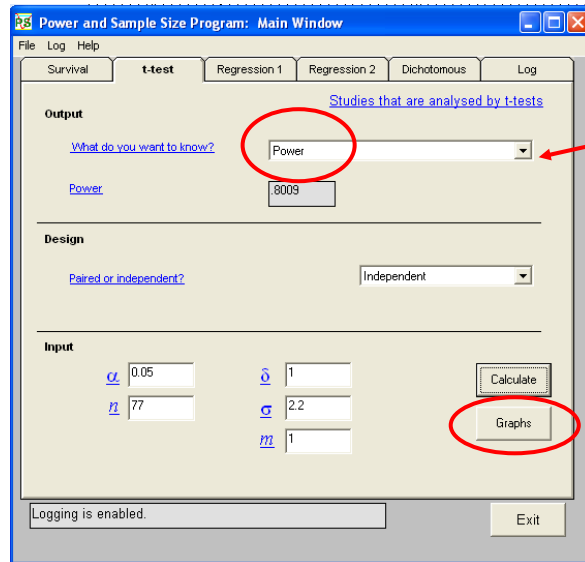 PS Power and Sample Size Program: Main Window
File Log Help
Survival t-test Regression 1 Regression 2 Dichotomous Log
Studies that are analysed by t-tests
Output
What do you want to know? Power
Power .8009
Design
Paired or independent? Independent
Input
α 0.05 δ 1 Calculate
n 77 σ 2.2 Graphs
m 1
Logging is enabled. Exit